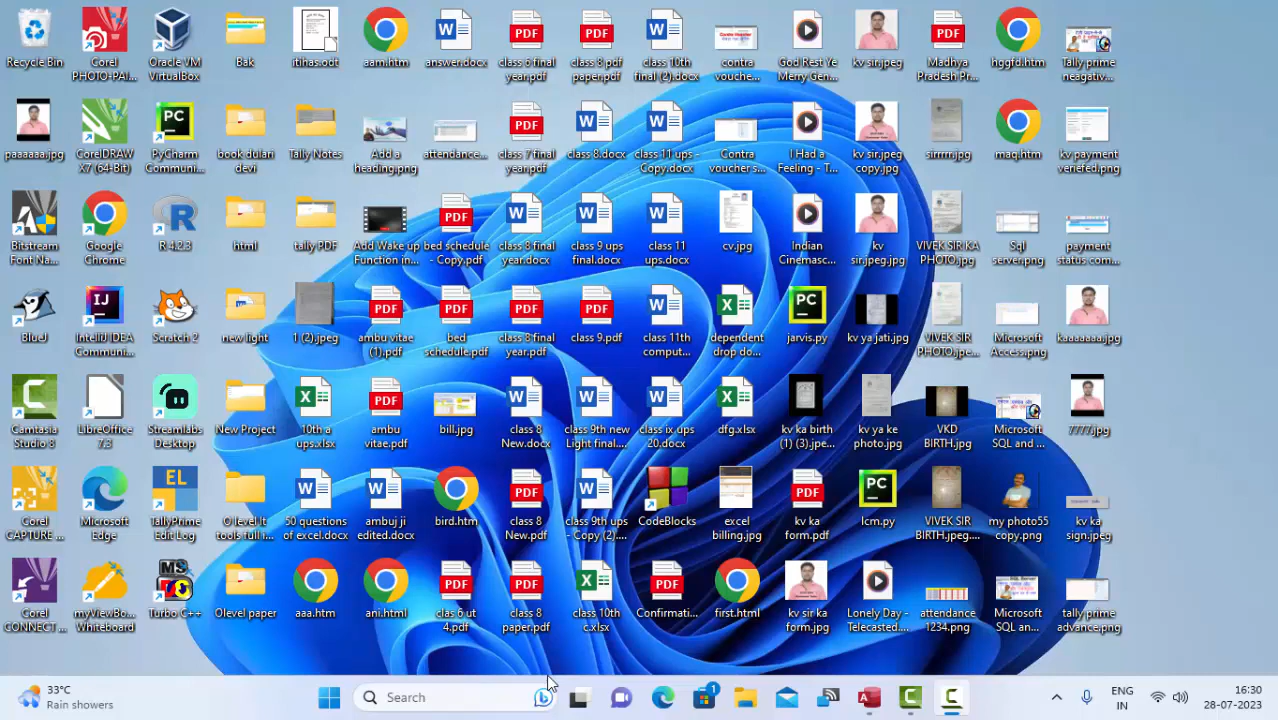 Recycle Bin
Corel
PHOTO-PAI...
Oracle VM
VirtualBox
Bak
itihas.odt
aam.htm
answer.docx
class 6 final
year.pdf
class 8 pdf
paper.pdf
class 10th
final (2).docx
contra
vouche...
God Rest Ye
Merry Gen...
kv sir.jpeg
Madhya
Pradesh Pr...
hggfd.htm
Tally prime
neagativ...
paaaaaa.jpg
CorelDRAW
X7 (64-Bit)
PyCharm
Communi...
book dulari
devi
Tally Notes
Add a
heading.png
attendance...
class 7 final
year.pdf
class 8.docx
class 11 ups -
Copy.docx
Contra
voucher s...
I Had a
Feeling - T...
kv sir.jpeg
copy.jpg
sirrrrr.jpg
maq.htm
kv payment
veriefed.png
Bitstream
Font Na...
Google
Chrome
R 4.2.3
html
tally PDF
Add Wake up
Function in...
bed schedule
- Copy.pdf
class 8 final
year.docx
class 9 ups
final.docx
class 11
ups.docx
cv.jpg
Indian
Cinemasc...
kv
sir.jpeg.jpg
VIVEK SIR KA
PHOTO.jpg
Sql
server.png
payment
status.com...
BlueJ
IntelliJ IDEA
Communi...
Scratch 2
new light
1 (2).jpeg
ambu vitae
(1).pdf
bed
schedule.pdf
class 8 final
year.pdf
class 9.pdf
class 11th
comput...
dependent
drop do...
jarvis.py
kv ya jati.jpg
VIVEK SIR
PHOTO.jpe...
Microsoft
Access.png
kaaaaaaa.jpg
Camtasia
Studio 8
LibreOffice
7.3
Streamlabs
Desktop
New Project
10th a
ups.xlsx
ambu
vitae.pdf
bill.jpg
class 8
New.docx
class 9th new
Light final....
class ix ups
20.docx
dfg.xlsx
kv ka birth
(1) (3).jpe...
kv ya ke
photo.jpg
VKD
BIRTH.jpg
Microsoft
SQL and ...
7777.jpg
Corel
CAPTURE ...
Microsoft
Edge
TallyPrime
Edit Log
O level It
tools full i...
50 questions
of excel.docx
ambuj ji
edited.docx
bird.htm
class 8
New.pdf
class 9th ups
- Copy (2)....
CodeBlocks
excel
billing.jpg
kv ka
form.pdf
lcm.py
VIVEK SIR
BIRTH.jpeg...
my photo55
copy.png
kv ka
sign.jpeg
Corel
CONNECT ...
myViewBo...
Whiteboard
Turbo C++
Olevel paper
aaa.htm
ani.html
clas 6 ut
4.pdf
class 8
paper.pdf
class 10th
c.xlsx
Confirmati...
first.html
kv sir ka
form.jpg
Lonely Day -
Telecasted....
attendance
1234.png
Microsoft
SQL an...
tally prime
advance.png
33°C
Rain showers
Search
1
ENG
IN
16:30
28-07-2023